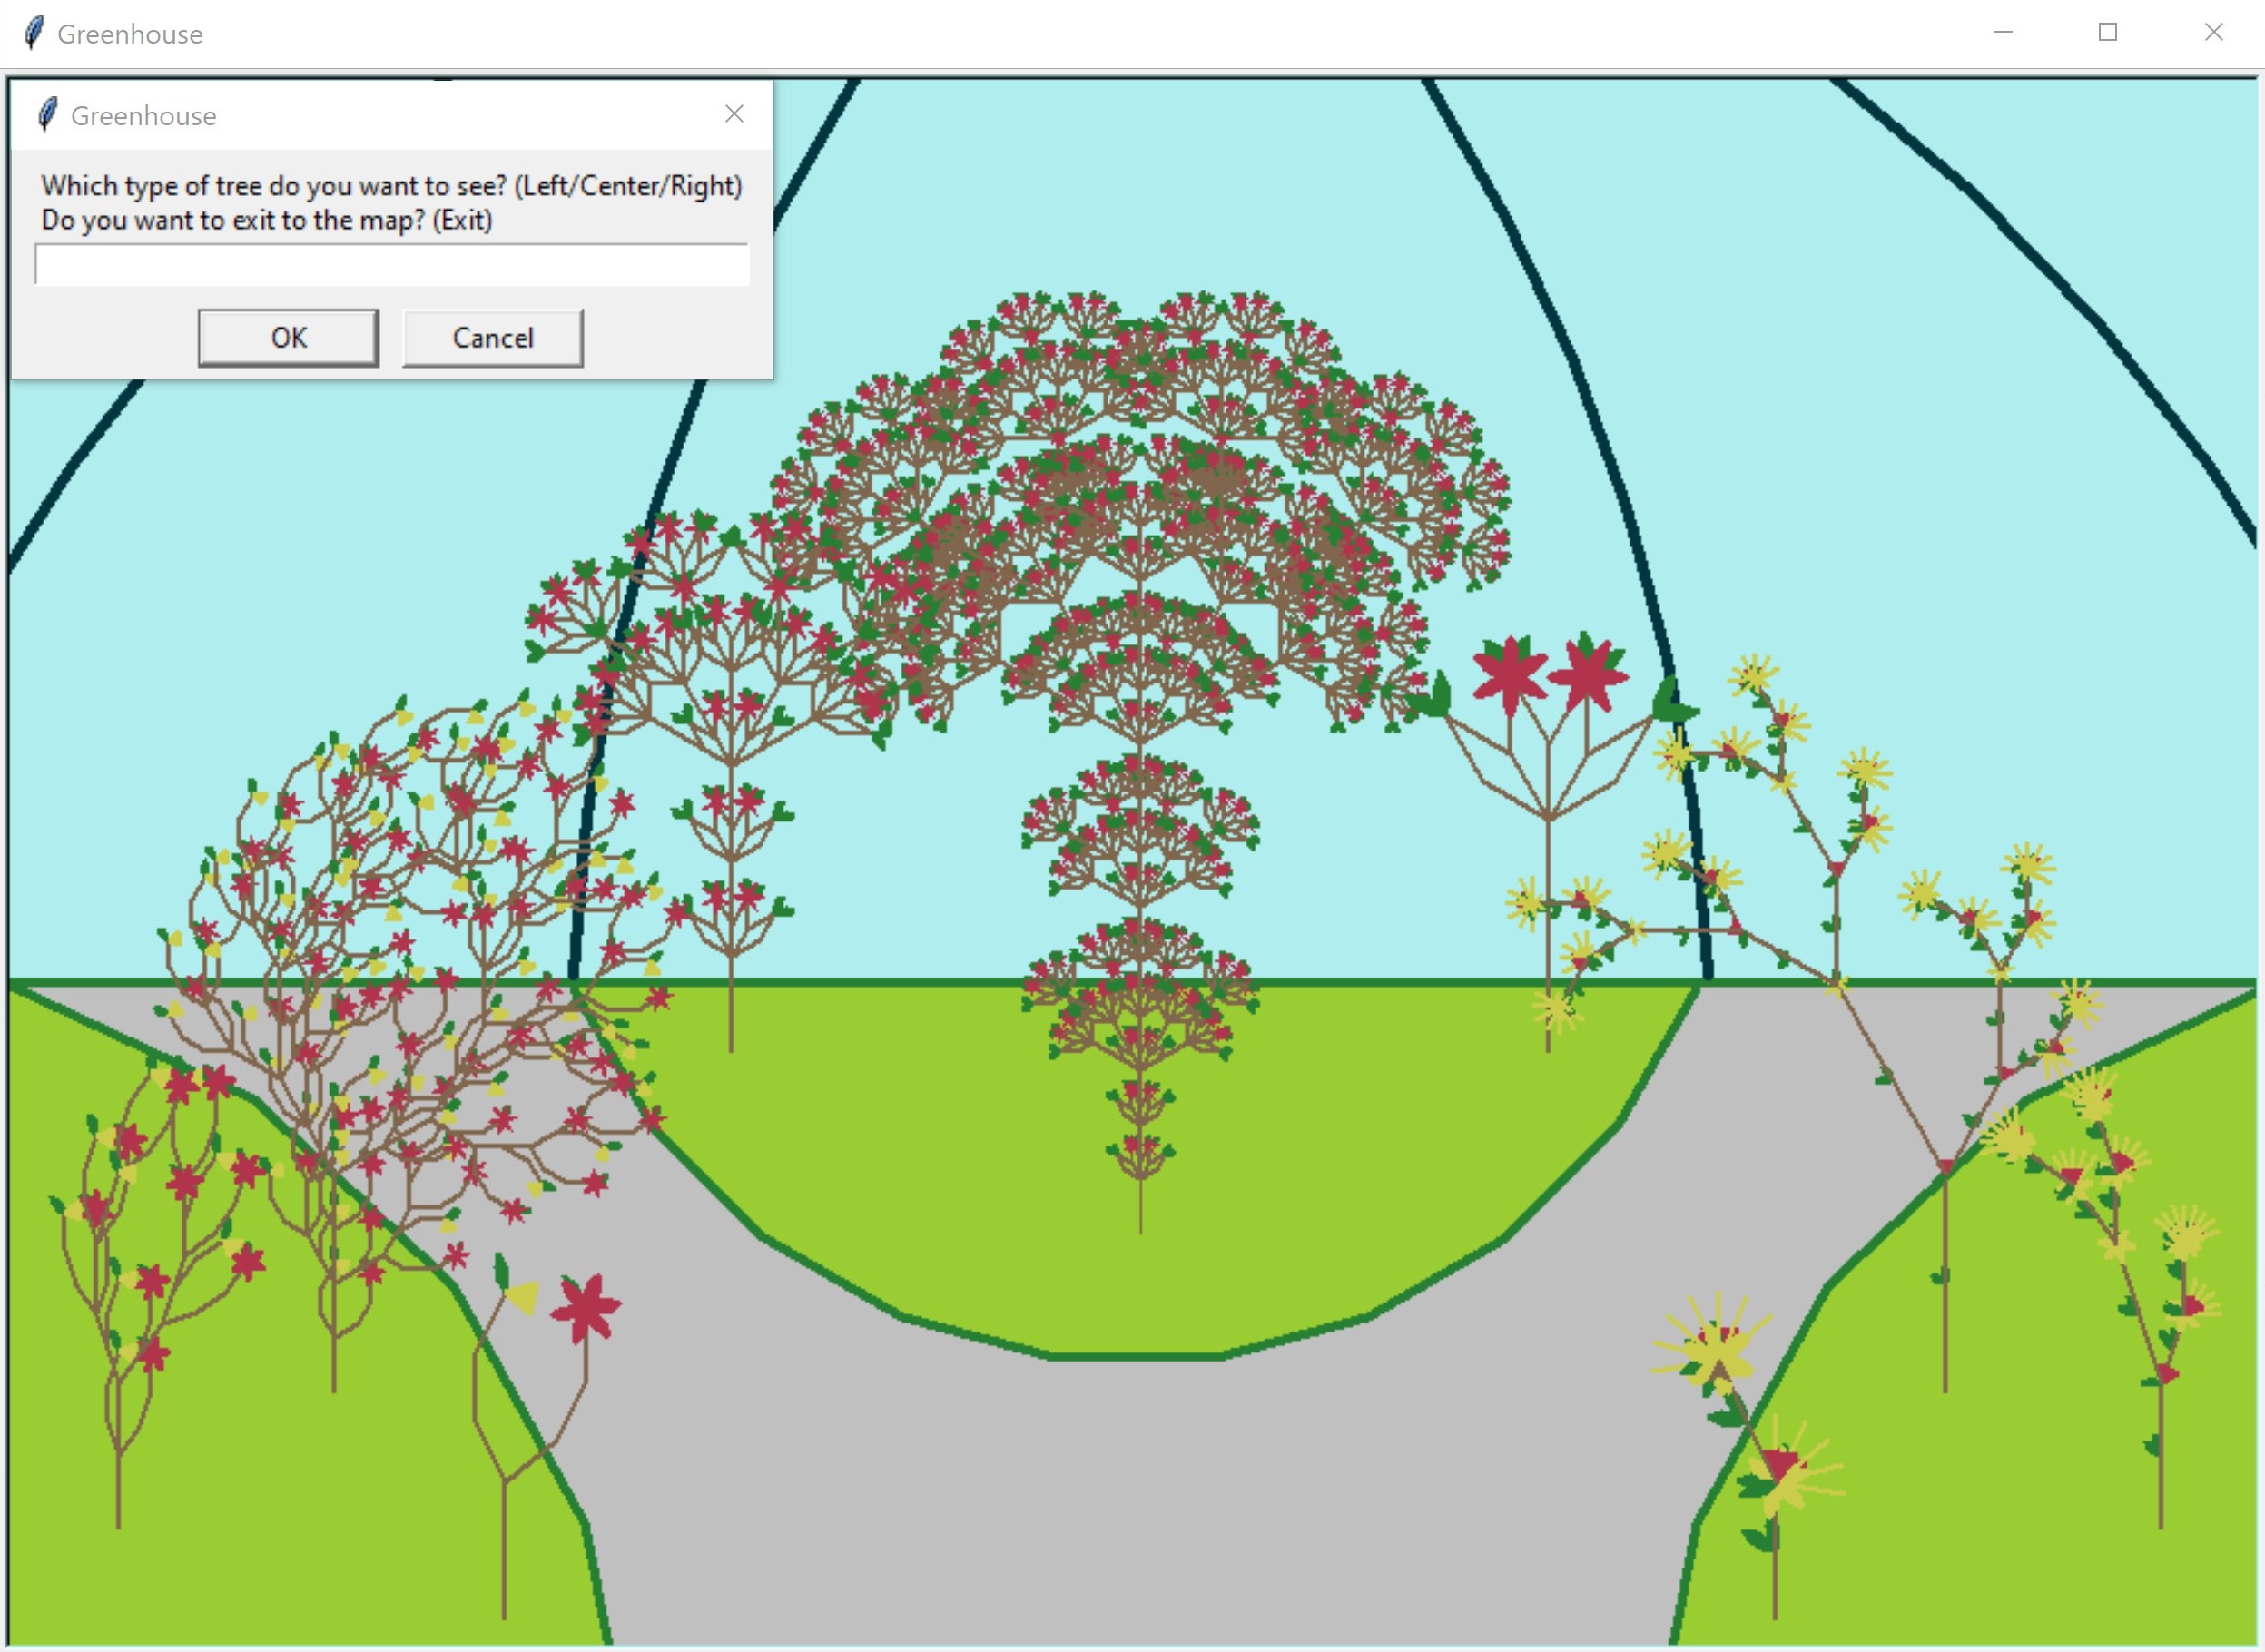 Greenhouse
Greenhouse
Which type of tree do you want to see? (Left/Center/Right)
Do you want to exit to the map? (Exit)
OK Cancel